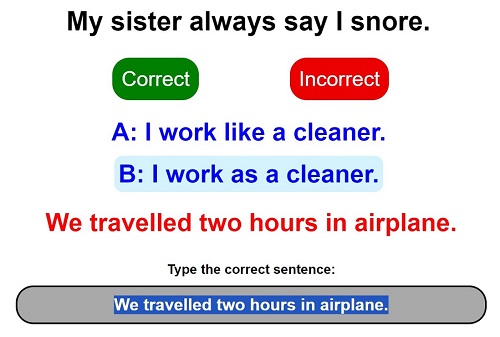 My sister always say I snore.
Correct Incorrect
A: I work like a cleaner.
B: I work as a cleaner.
We travelled two hours in airplane.
Type the correct sentence:
We travelled two hours in airplane.